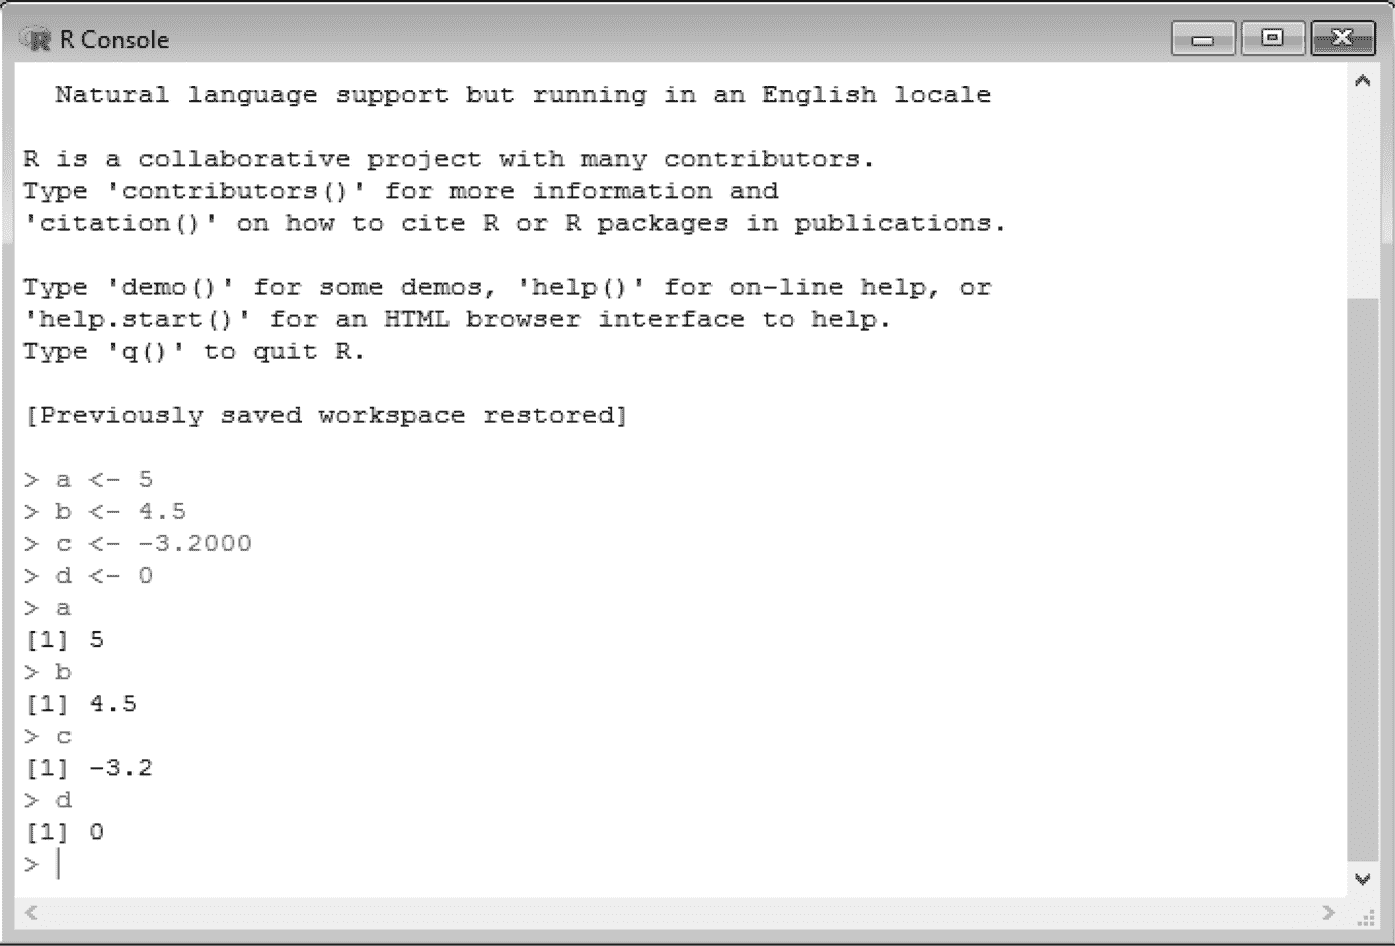 R Console
Natural language support but running in an English locale
R is a collaborative project with many contributors.
Type 'contributors()' for more information and
'citation()' on how to cite R or R packages in publications.
Type 'demo()' for some demos, 'help()' for on-line help, or
'help.start()' for an HTML browser interface to help.
Type 'q()' to quit R.
[Previously saved workspace restored]
> a <- 5
> b <- 4.5
> c <- -3.2000
> d <- 0
> a
[1] 5
> b
[1] 4.5
> c
[1] -3.2
> d
[1] 0
>